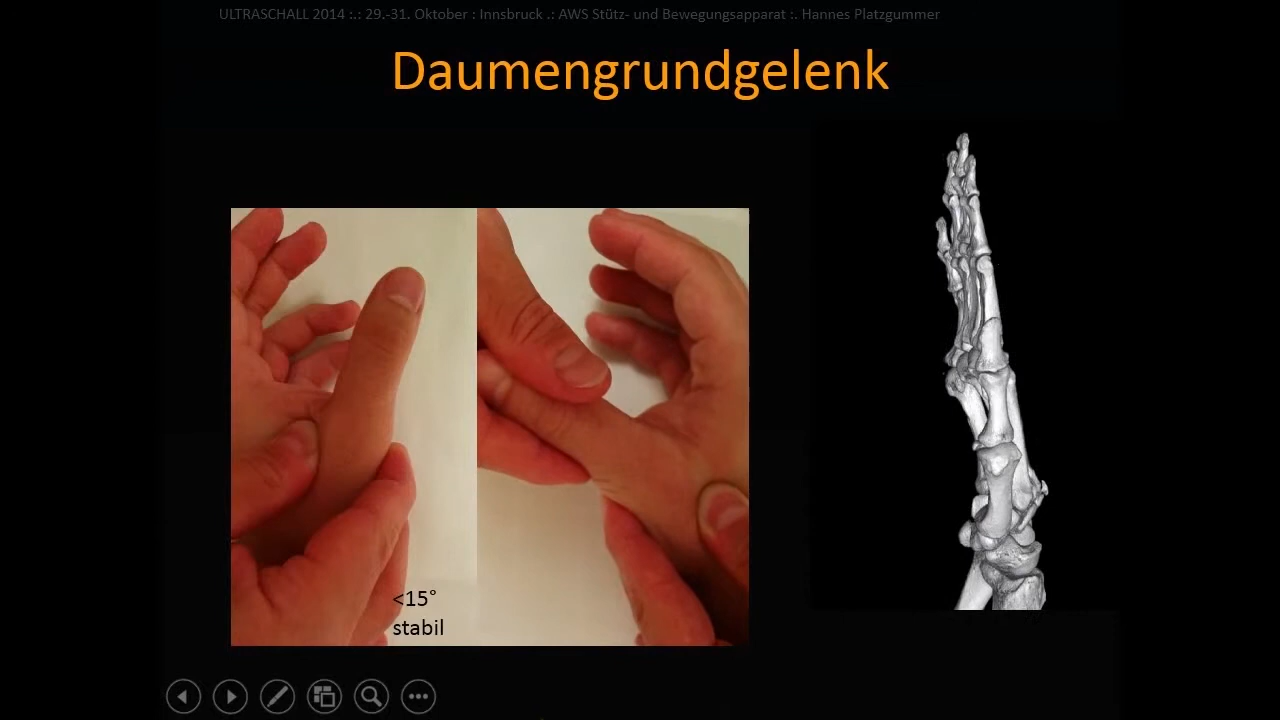 ULTRASCHALL 2014 :.: 29.-31. Oktober : Innsbruck .: AWS Stütz- und Bewegungsapparat :. Hannes Platzgummer
Daumengrundgelenk
<15°
stabil